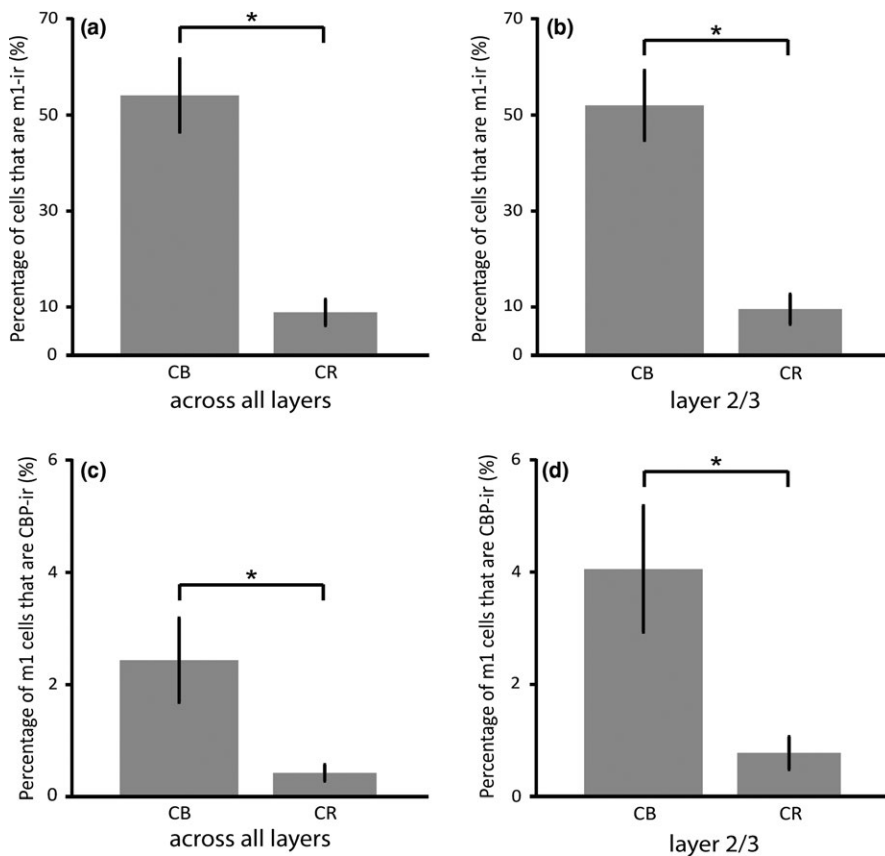 (a)
*
Percentage of cells that are m1-ir (%)
70
50
30
10
0
CB
CR
across all layers
(b)
*
Percentage of cells that are m1-ir (%)
70
50
30
10
0
CB
CR
layer 2/3
(c)
*
Percentage of m1 cells that are CBP-ir (%)
6
4
2
0
CB
CR
across all layers
(d)
*
Percentage of m1 cells that are CBP-ir (%)
6
4
2
0
CB
CR
layer 2/3